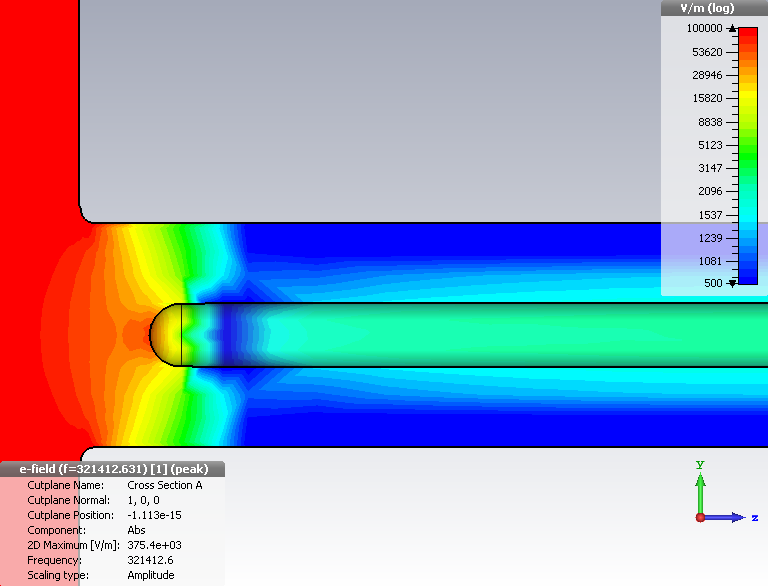 V/m (log)
100000
53620
28946
15820
8838
5123
3147
2096
1537
1239
1081
500
e-field (f=321412.631) [1] (peak)
Cutplane Name: Cross Section A
Cutplane Normal: 1, 0, 0
Cutplane Position: -1.113e-15
Component: Abs
2D Maximum [V/m]: 375.4e+03
Frequency: 321412.6
Scaling type: Amplitude
Y
z